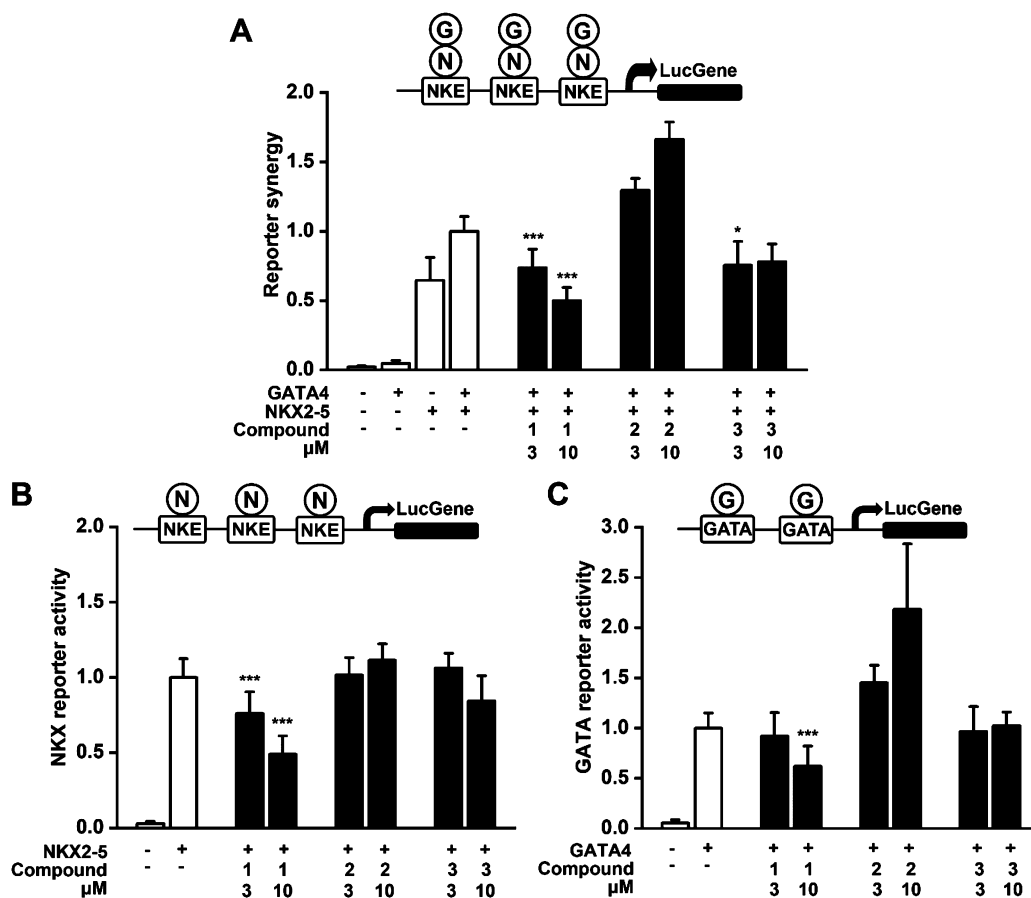 A
G G G
N N N
NKE NKE NKE LucGene
2.0
1.5
1.0
0.5
0.0
Reporter synergy
*** *** *
GATA4 - + - + + + + + + +
NKX2-5 - - + + + + + + + +
Compound - - - - 1 1 2 2 3 3
µM 3 10 3 10 3 10
B
N N N
NKE NKE NKE LucGene
2.0
1.5
1.0
0.5
0.0
NKX reporter activity
*** ***
NKX2-5 - + + + + + + +
Compound - - 1 1 2 2 3 3
µM 3 10 3 10 3 10
C
G G
GATA GATA LucGene
3.0
2.5
2.0
1.5
1.0
0.5
0.0
GATA reporter activity
***
GATA4 - + + + + + + +
Compound - - 1 1 2 2 3 3
µM 3 10 3 10 3 10